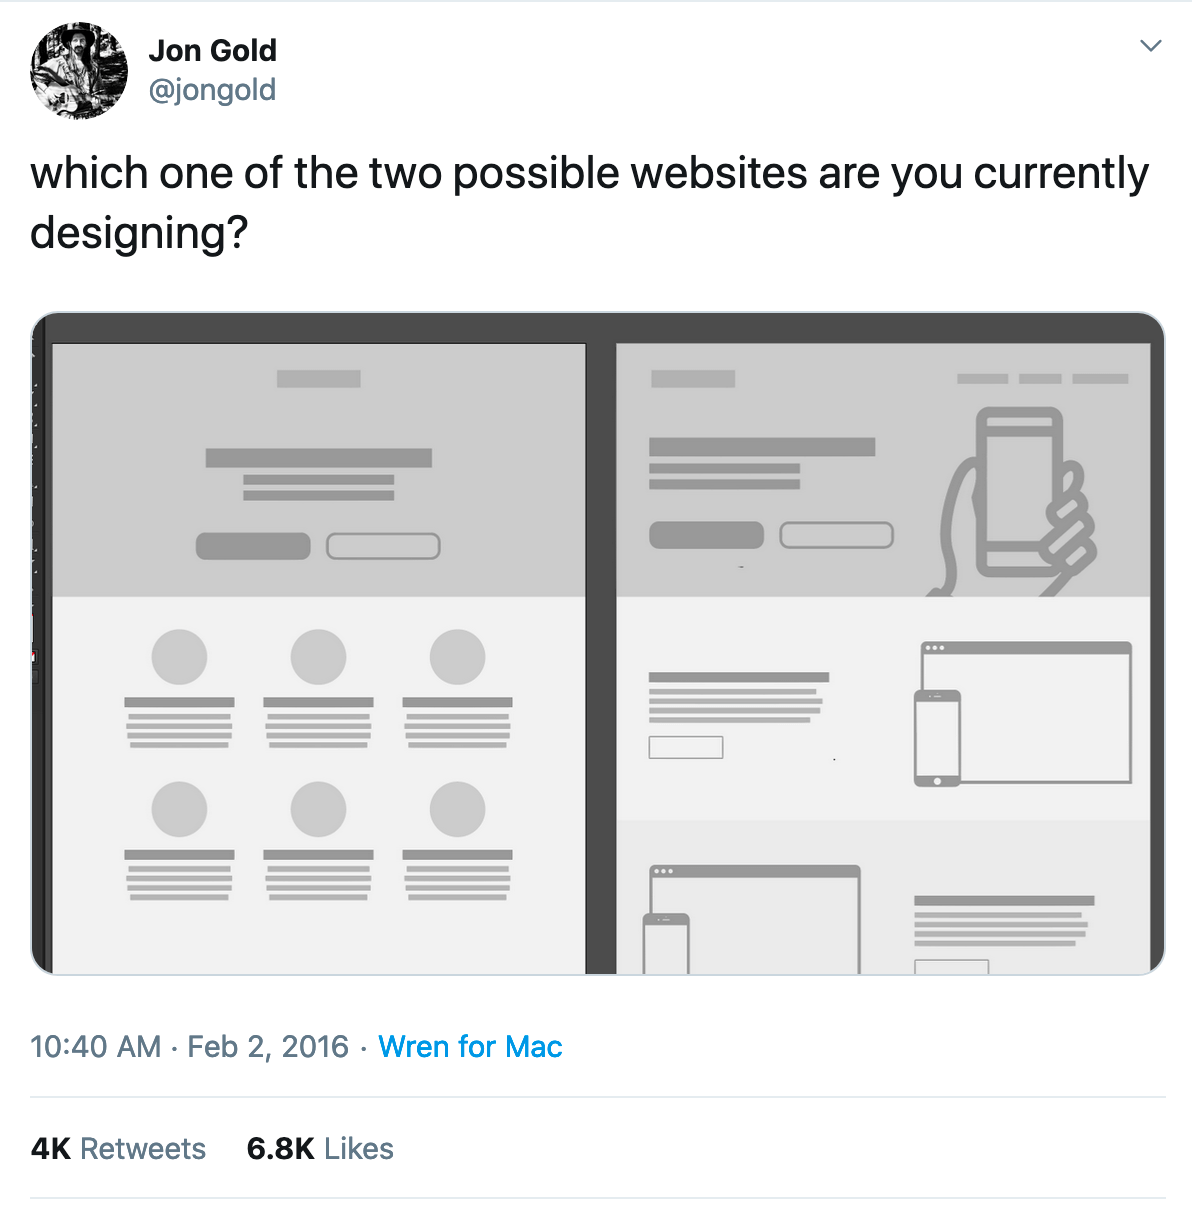 Jon Gold
@jongold
which one of the two possible websites are you currently
designing?
10:40 AM · Feb 2, 2016 · Wren for Mac
4K Retweets 6.8K Likes